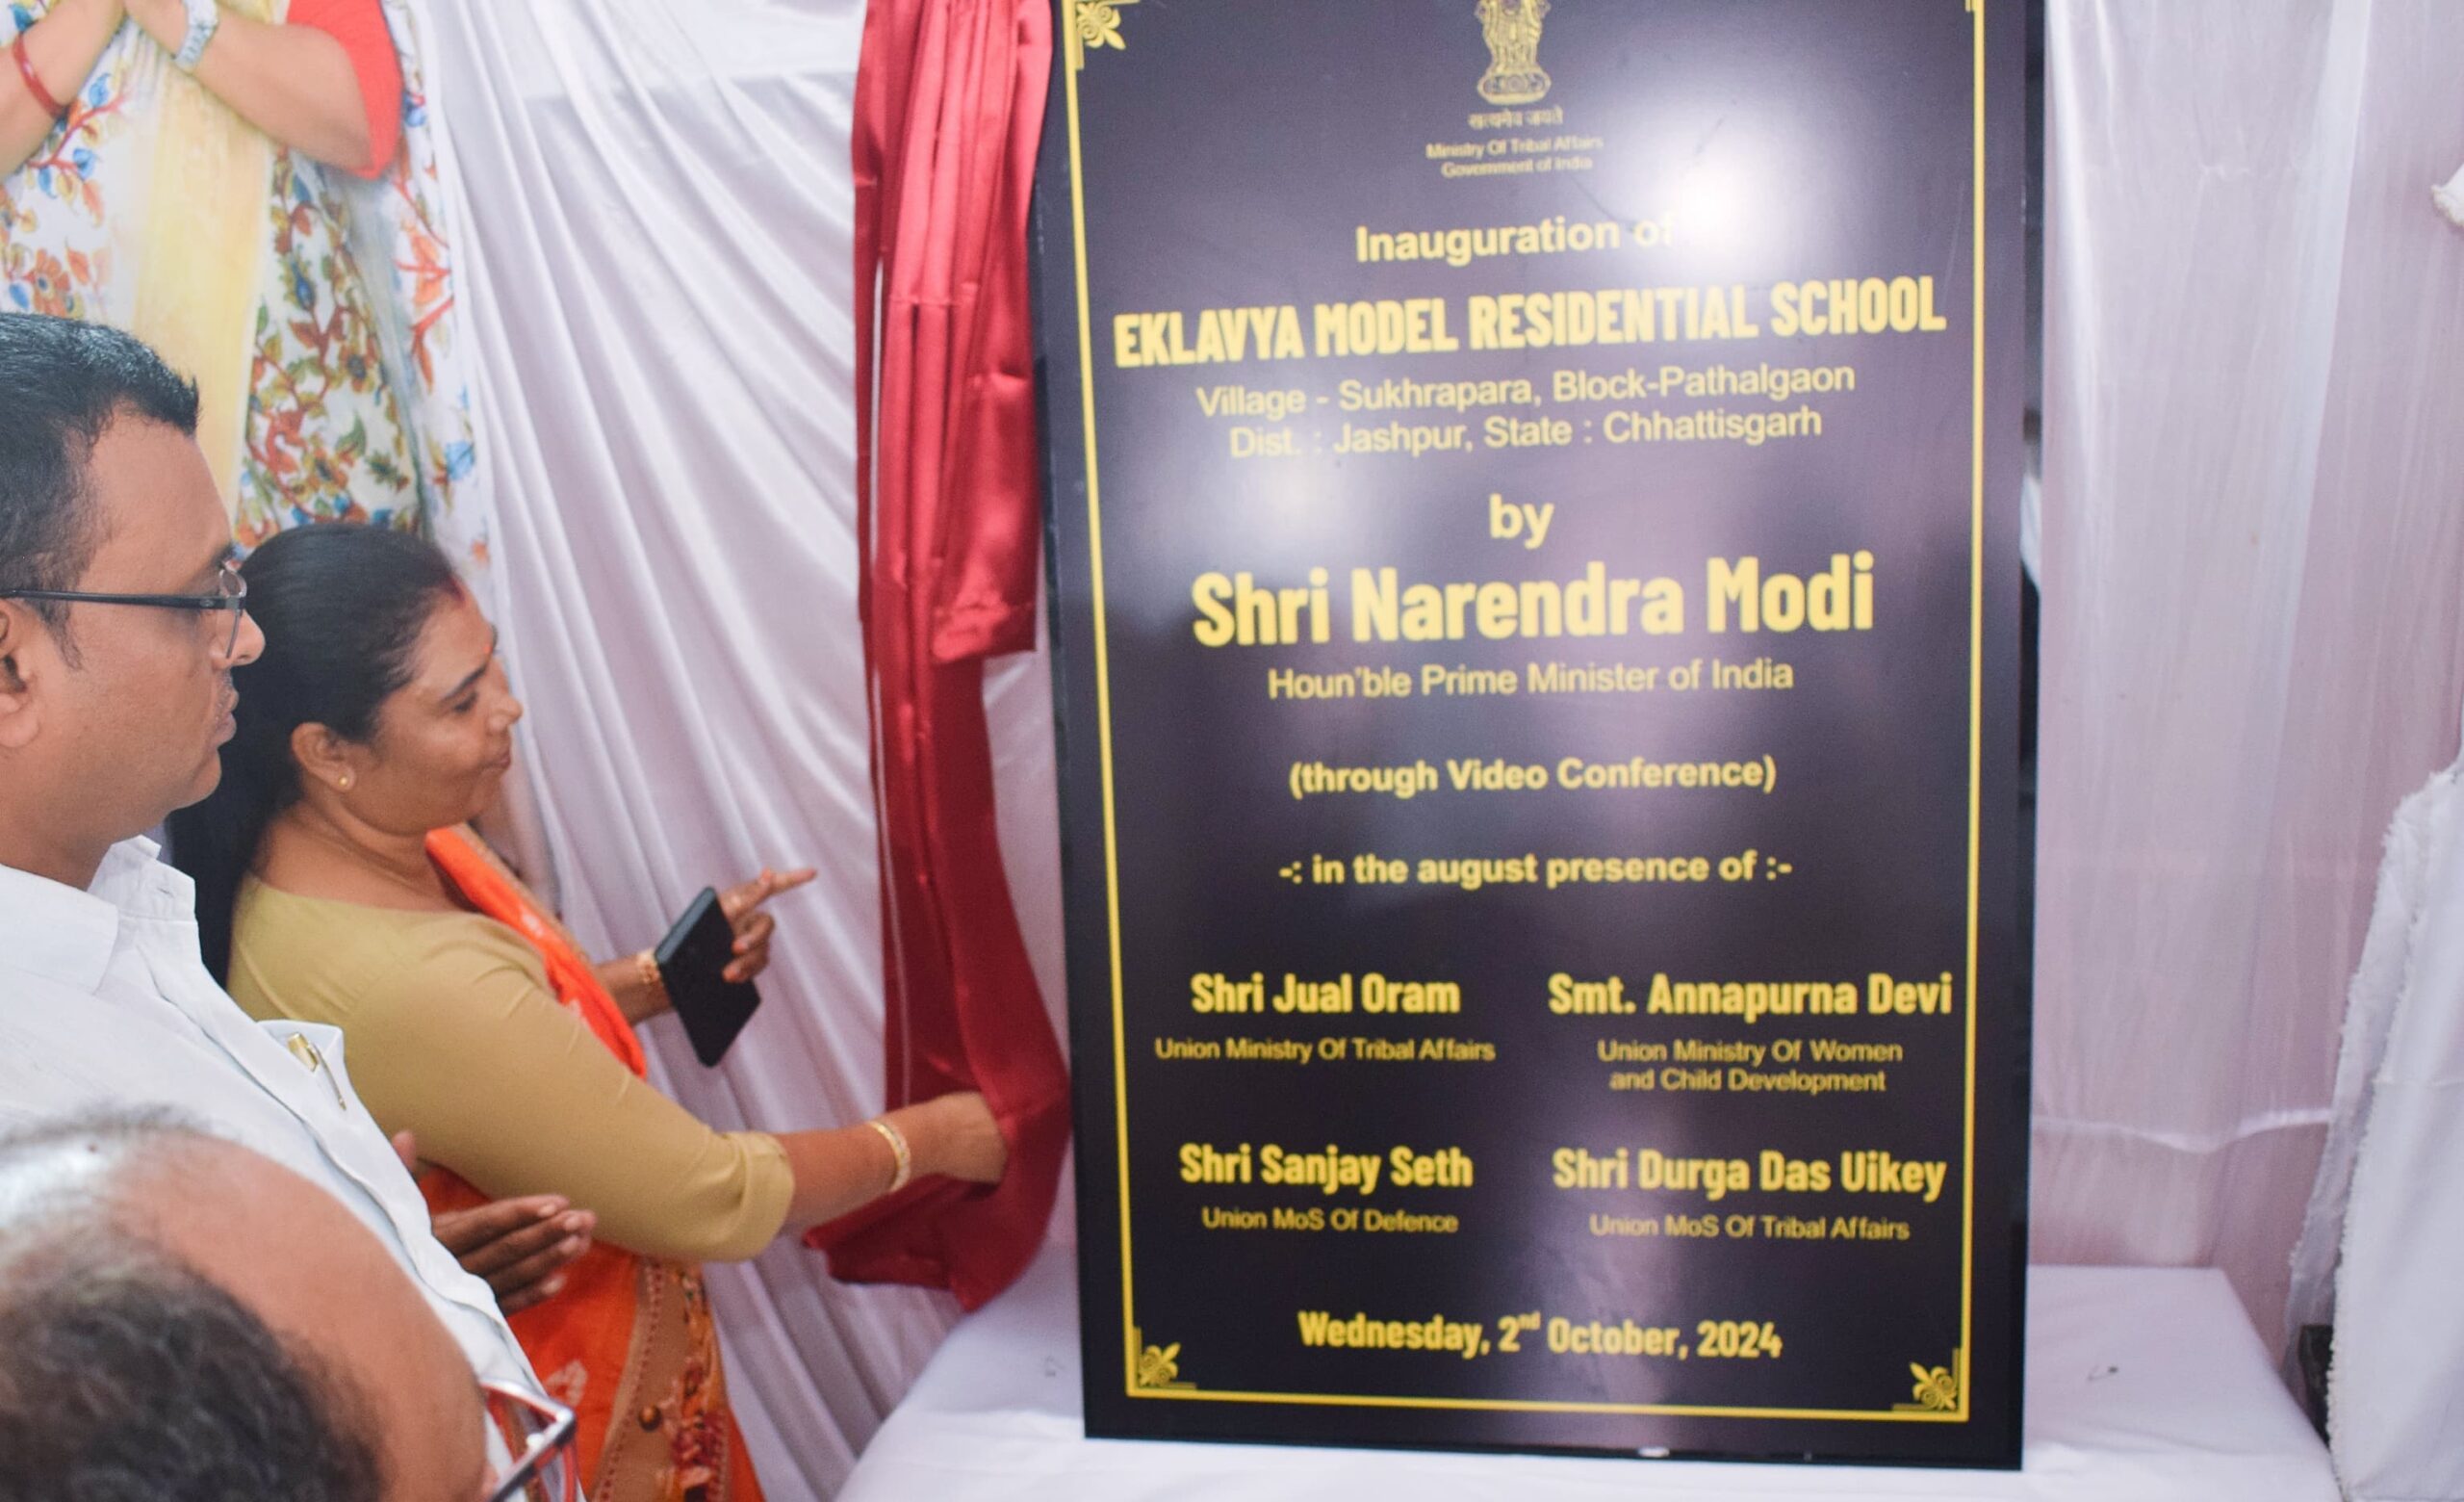 सत्यमेव जयते
Ministry Of Tribal Affairs
Government of India
Inauguration of
EKLAVYA MODEL RESIDENTIAL SCHOOL
Village - Sukhrapara, Block-Pathalgaon
Dist. : Jashpur, State : Chhattisgarh
by
Shri Narendra Modi
Houn'ble Prime Minister of India
(through Video Conference)
-: in the august presence of :-
Shri Jual Oram
Union Ministry Of Tribal Affairs
Smt. Annapurna Devi
Union Ministry Of Women
and Child Development
Shri Sanjay Seth
Union MoS Of Defence
Shri Durga Das Uikey
Union MoS Of Tribal Affairs
Wednesday, 2nd October, 2024